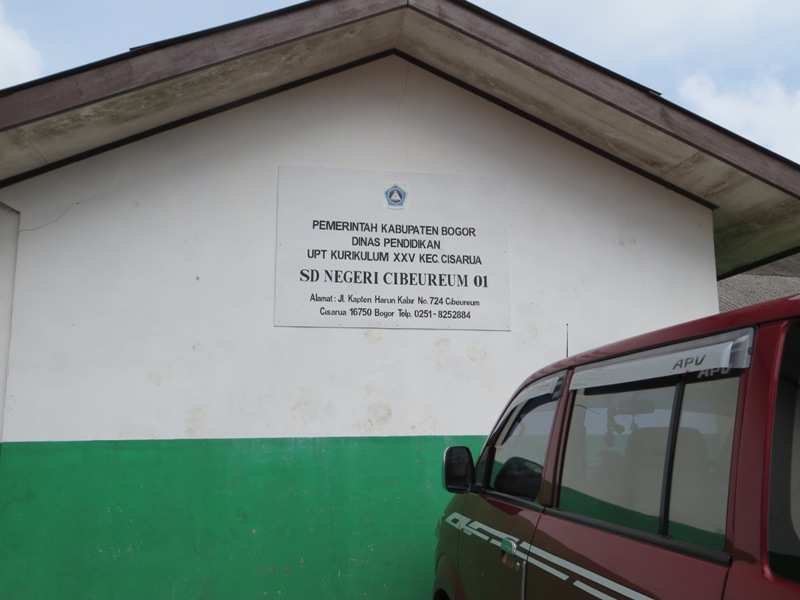 PEMERINTAH KABUPATEN BOGOR
DINAS PENDIDIKAN
UPT KURIKULUM XXV KEC. CISARUA
SD NEGERI CIBEUREUM 01
Alamat : Jl. Kapten Harun Kabir No. 724 Cibeureum
Cisarua 16750 Bogor Telp. 0251- 8252884
APV
APV